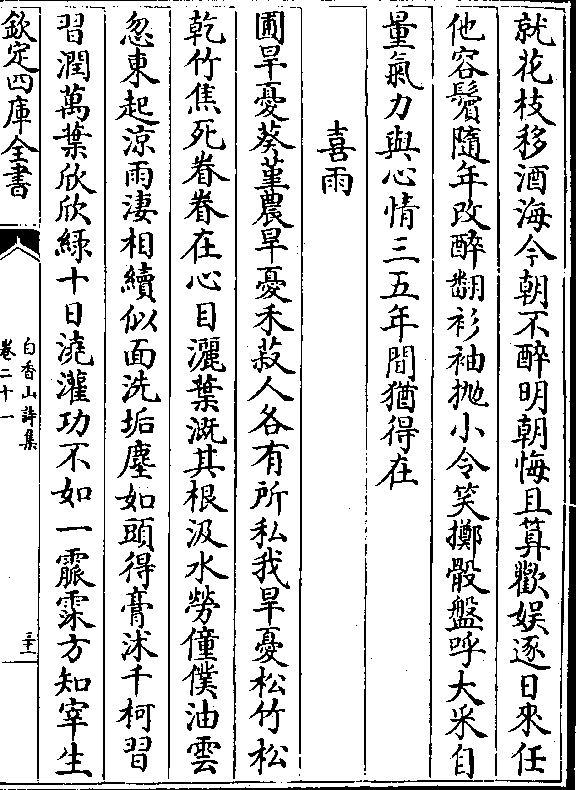 就花枝移酒海今朝不醉明朝悔且算歡娱逐日來任
他容鬢隨年改醉翻衫袖抛小令笑擲骰盤呼大采自
量氣力與心情三五年間猶得在
喜雨
圃旱憂葵堇農旱憂禾菽人各有所私我旱憂松竹松
乾竹焦死眷眷在心目灑葉溉其根汲水勞僮僕油雲
忽東起涼雨淒相續似面洗垢塵如頭得膏沐千柯習
習潤萬葉欣欣緑十日澆灌功不如一霢霂方知宰生
欽定四庫全書
白香山詩集
卷二十一